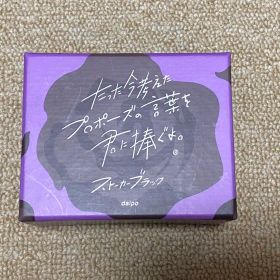 たった今考えた
プロポーズの言葉を
君に捧ぐよ。
®
ストーカーブラック
daipo